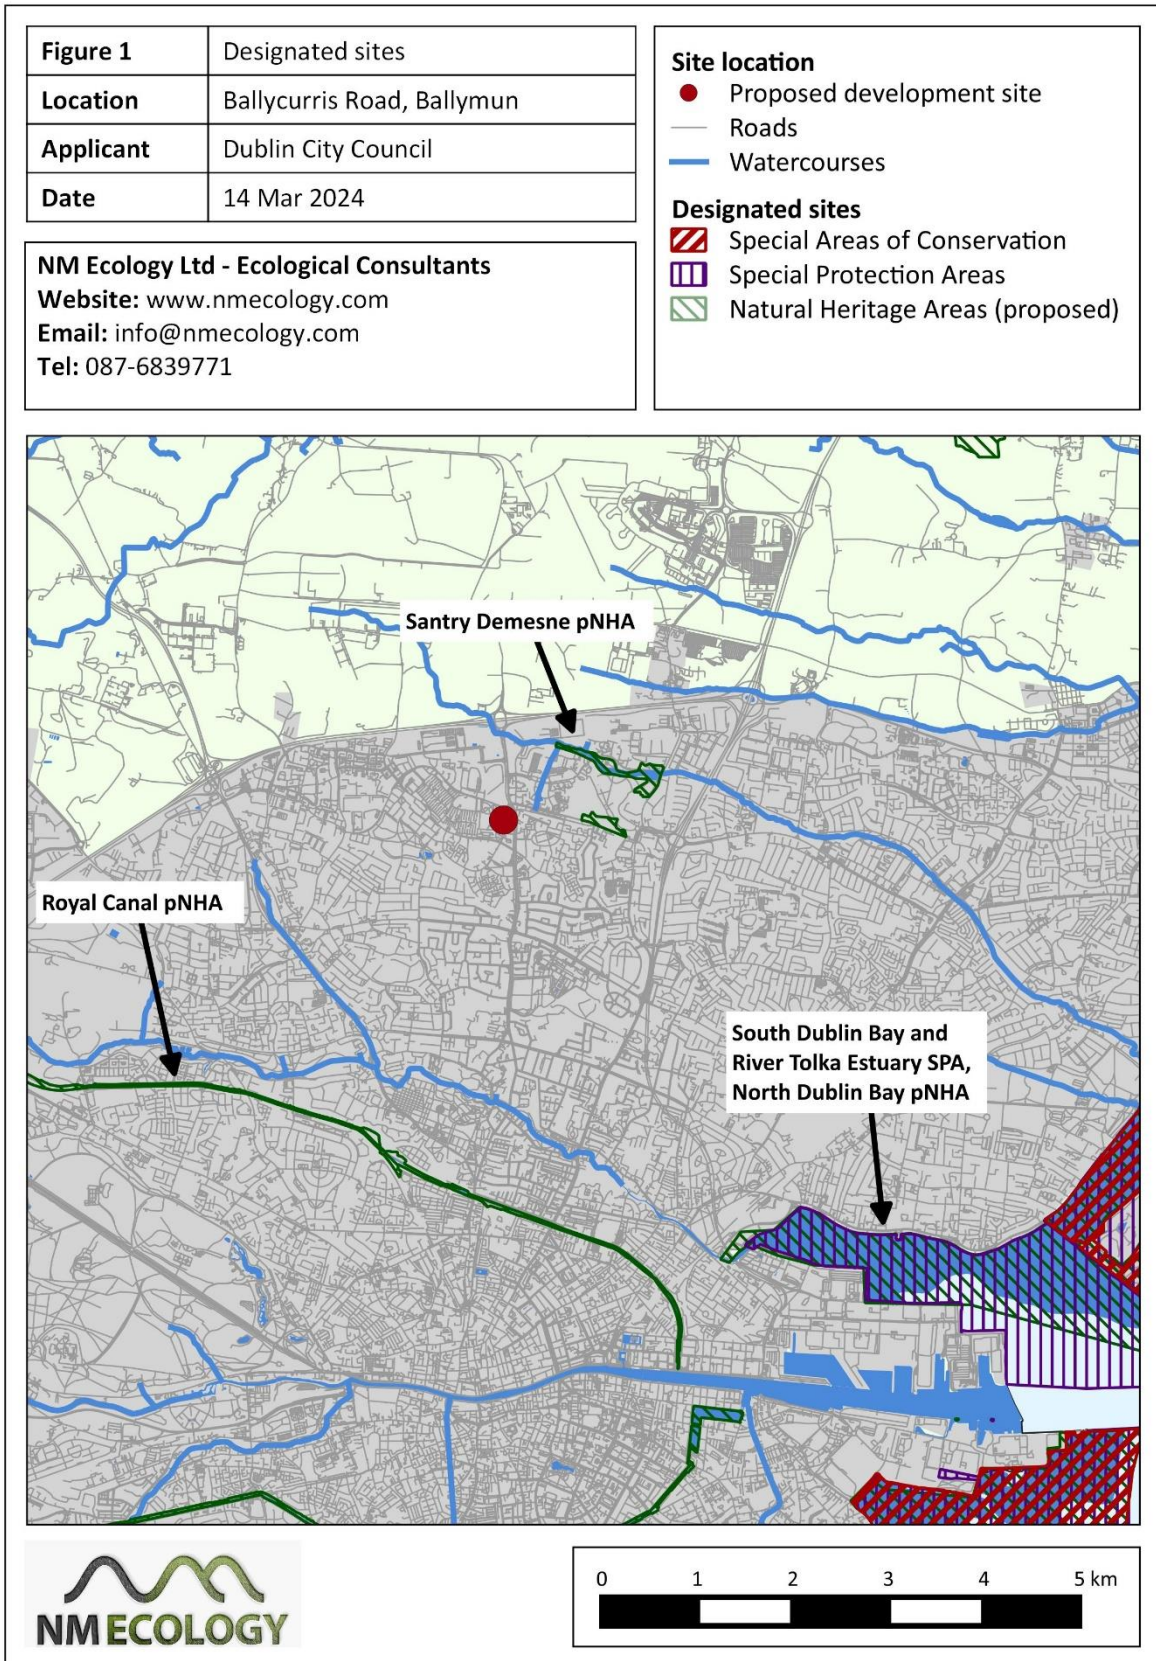 Figure 1 Designated sites
Location Ballycurris Road, Ballymun
Applicant Dublin City Council
Date 14 Mar 2024
NM Ecology Ltd - Ecological Consultants
Website: www.nmecology.com
Email: info@nmecology.com
Tel: 087-6839771
Site location
Proposed development site
Roads
Watercourses
Designated sites
Special Areas of Conservation
Special Protection Areas
Natural Heritage Areas (proposed)
Santry Demesne pNHA
Royal Canal pNHA
South Dublin Bay and
River Tolka Estuary SPA,
North Dublin Bay pNHA
NMECOLOGY
0 1 2 3 4 5 km